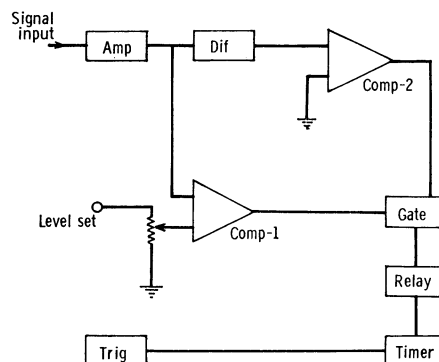 Signal
input
Amp
Dif
Comp-2
Level set
Comp-1
Gate
Relay
Trig
Timer